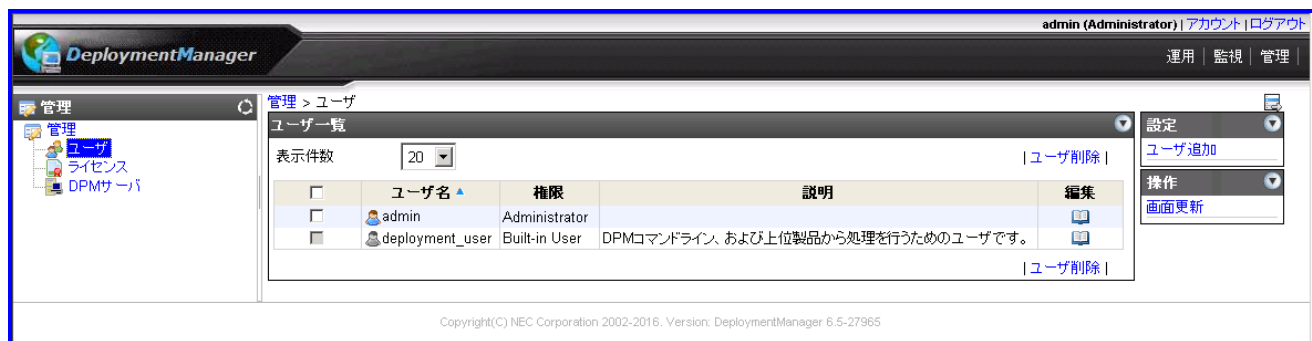 admin (Administrator) | アカウント | ログアウト
DeploymentManager
運用 | 監視 | 管理 |
管理
管理
ユーザ
ライセンス
DPMサーバ
管理 > ユーザ
ユーザ一覧
表示件数 20 | ユーザ削除 |
ユーザ名 権限 説明 編集
admin Administrator
deployment_user Built-in User DPMコマンドライン、および上位製品から処理を行うためのユーザです。
| ユーザ削除 |
設定
ユーザ追加
操作
画面更新
Copyright(C) NEC Corporation 2002-2016. Version: DeploymentManager 6.5-27965